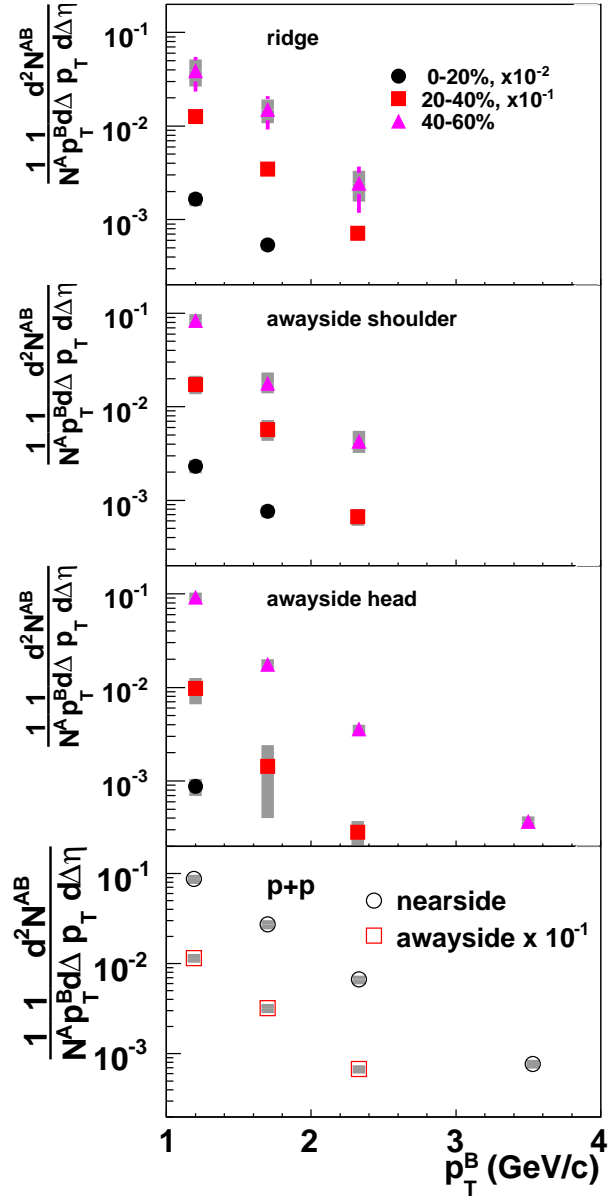 ridge
0-20%, x10⁻²
20-40%, x10⁻¹
40-60%
10⁻¹
10⁻²
10⁻³
1 1 d²N^AB
N^A p_T^B dΔ p_T dΔη
awayside shoulder
10⁻¹
10⁻²
10⁻³
1 1 d²N^AB
N^A p_T^B dΔ p_T dΔη
awayside head
10⁻¹
10⁻²
10⁻³
1 1 d²N^AB
N^A p_T^B dΔ p_T dΔη
p+p
nearside
awayside x 10⁻¹
10⁻¹
10⁻²
10⁻³
1 1 d²N^AB
N^A p_T^B dΔ p_T dΔη
1 2 3 4
p_T^B (GeV/c)